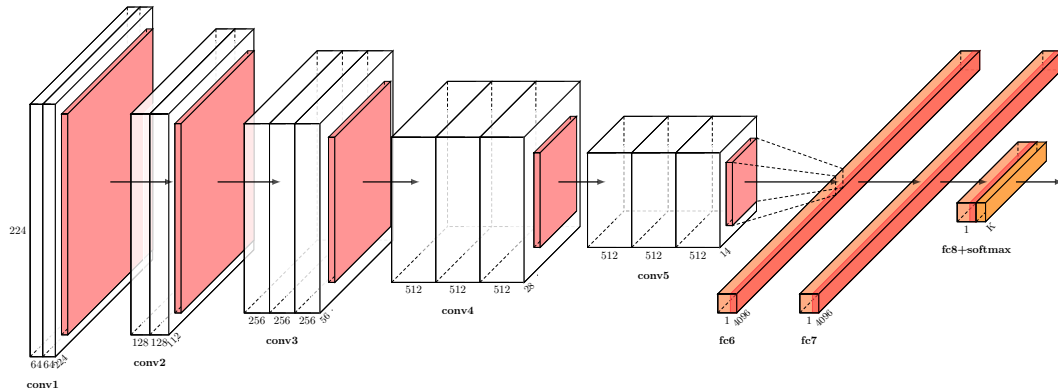 224
64 64 224
conv1
128 128 112
conv2
256 256 256 56
conv3
512 512 512 28
conv4
512 512 512 14
conv5
1 4096
fc6
1 4096
fc7
1 K
fc8+softmax